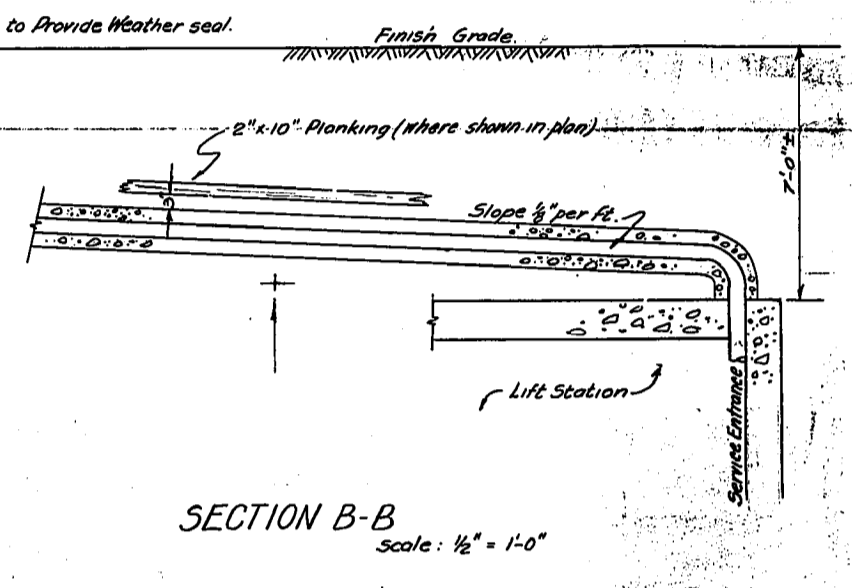 to Provide Weather seal.
Finish Grade.
2"x10" Planking (where shown in plan)
7'-0"±
3"
Slope 1/8" per ft.
Lift Station
Service Entrance
SECTION B-B
Scale: 1/2" = 1'-0"